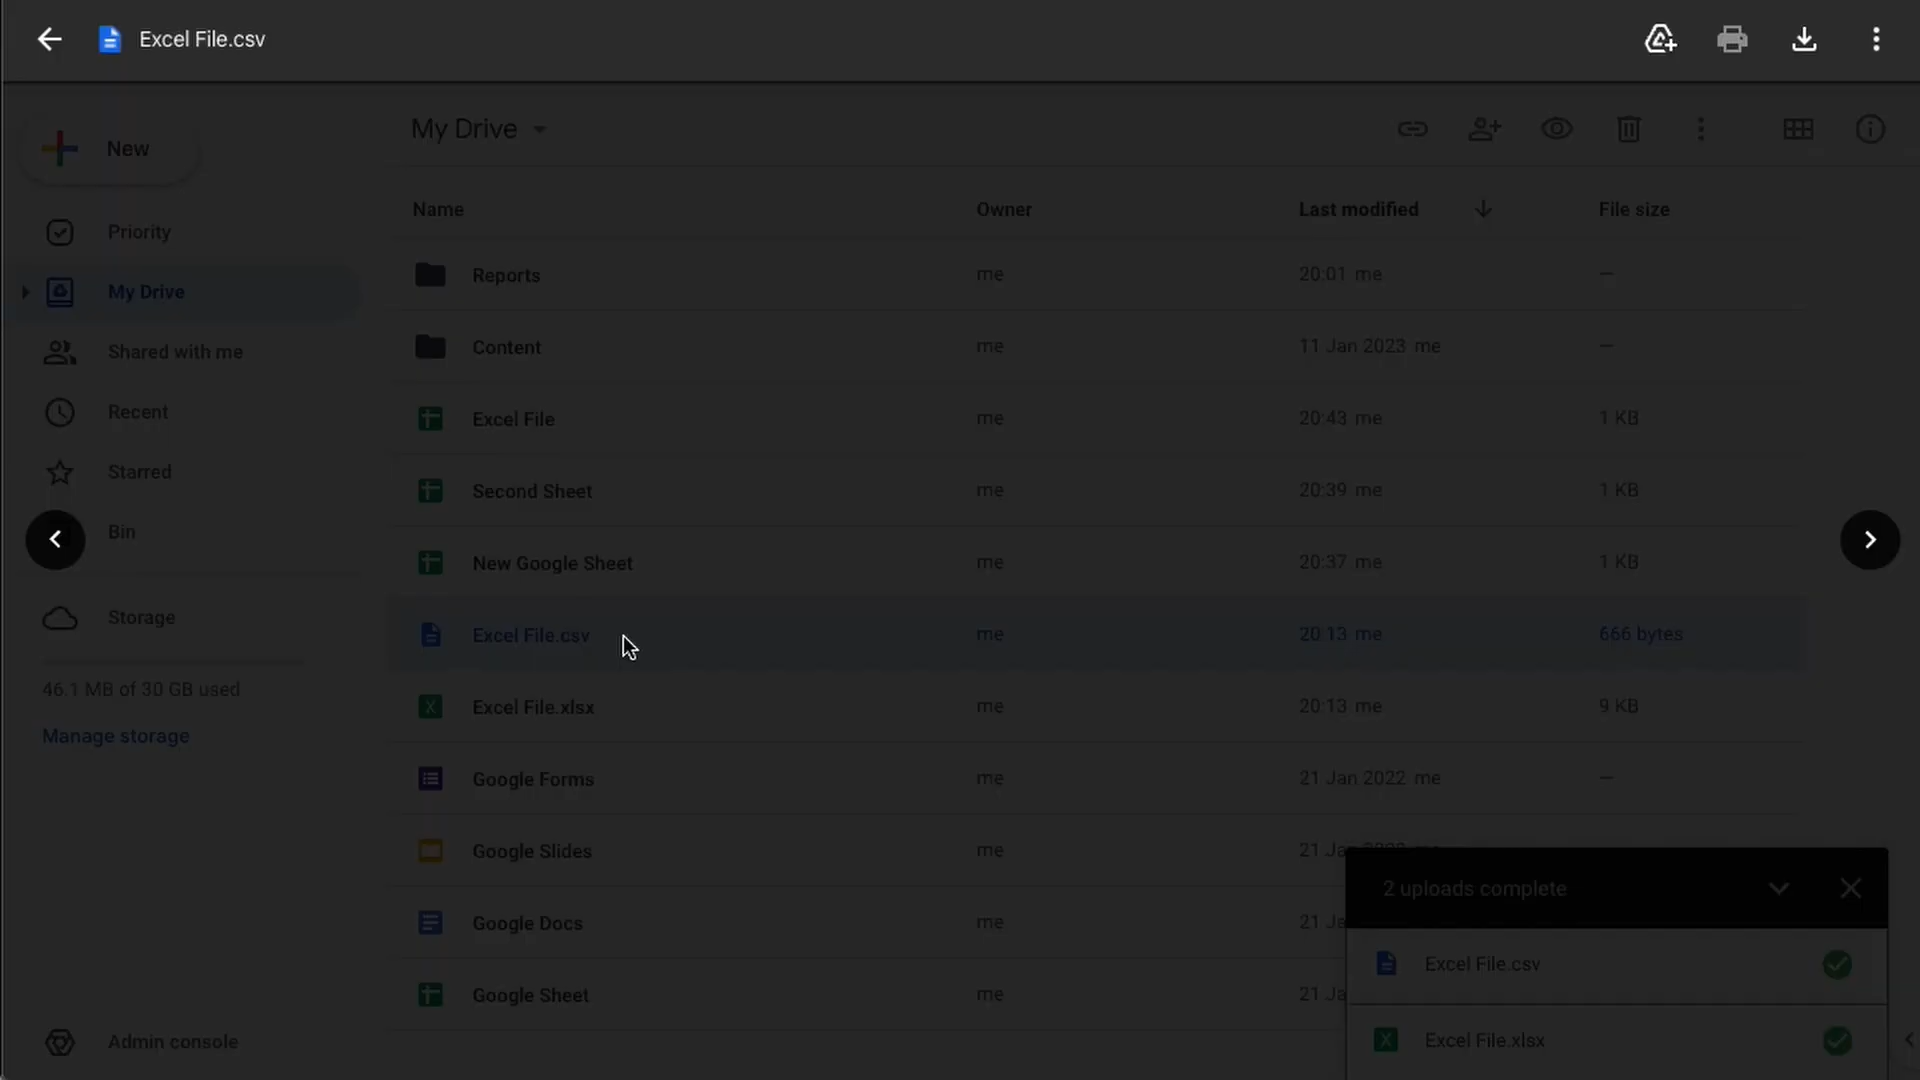 Excel File.csv
New
My Drive
Name Owner Last modified File size
Priority
My Drive
Shared with me
Recent
Starred
Bin
Storage
46.1 MB of 30 GB used
Manage storage
Admin console
Reports me 20:01 me —
Content me 11 Jan 2023 me —
Excel File me 20:43 me 1 KB
Second Sheet me 20:39 me 1 KB
New Google Sheet me 20:37 me 1 KB
Excel File.csv me 20:13 me 666 bytes
Excel File.xlsx me 20:13 me 9 KB
Google Forms me 21 Jan 2022 me —
Google Slides me 21
Google Docs me 21
Google Sheet me 21
2 uploads complete
Excel File.csv
Excel File.xlsx